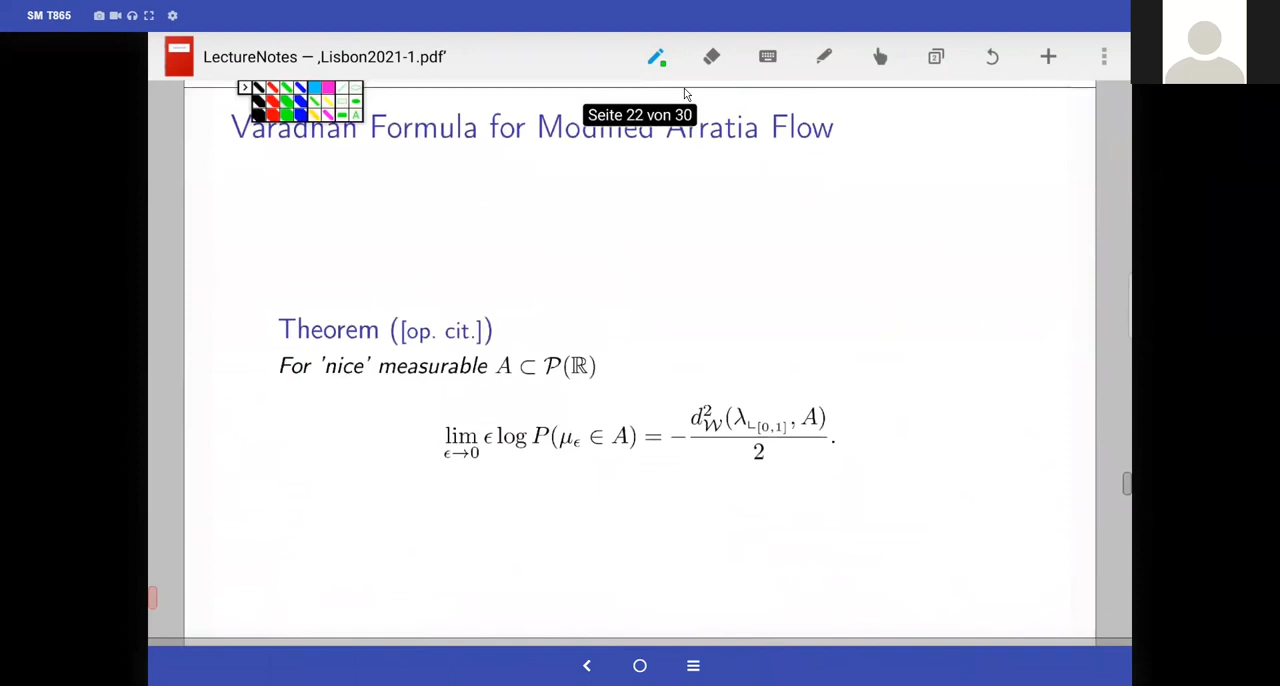 SM T865
LectureNotes — ‚Lisbon2021-1.pdf'
Seite 22 von 30
Varadhan Formula for Modified Arratia Flow
Theorem ([op. cit.])
For 'nice' measurable A ⊂ 𝒫(ℝ)
lim_{ϵ→0} ϵ log P(μ_ϵ ∈ A) = − d²_𝒲(λ_{⌞[0,1]}, A) / 2 .